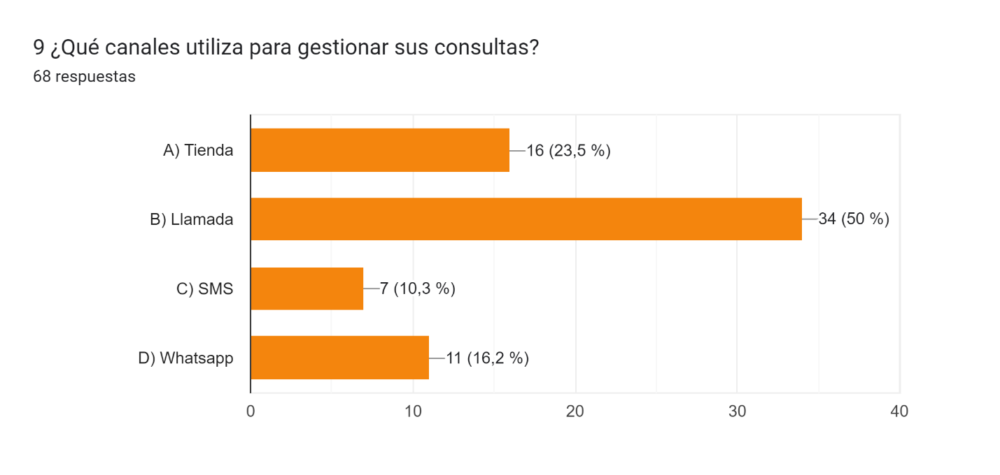 9 ¿Qué canales utiliza para gestionar sus consultas?
68 respuestas
A) Tienda 16 (23,5 %)
B) Llamada 34 (50 %)
C) SMS 7 (10,3 %)
D) Whatsapp 11 (16,2 %)
0 10 20 30 40